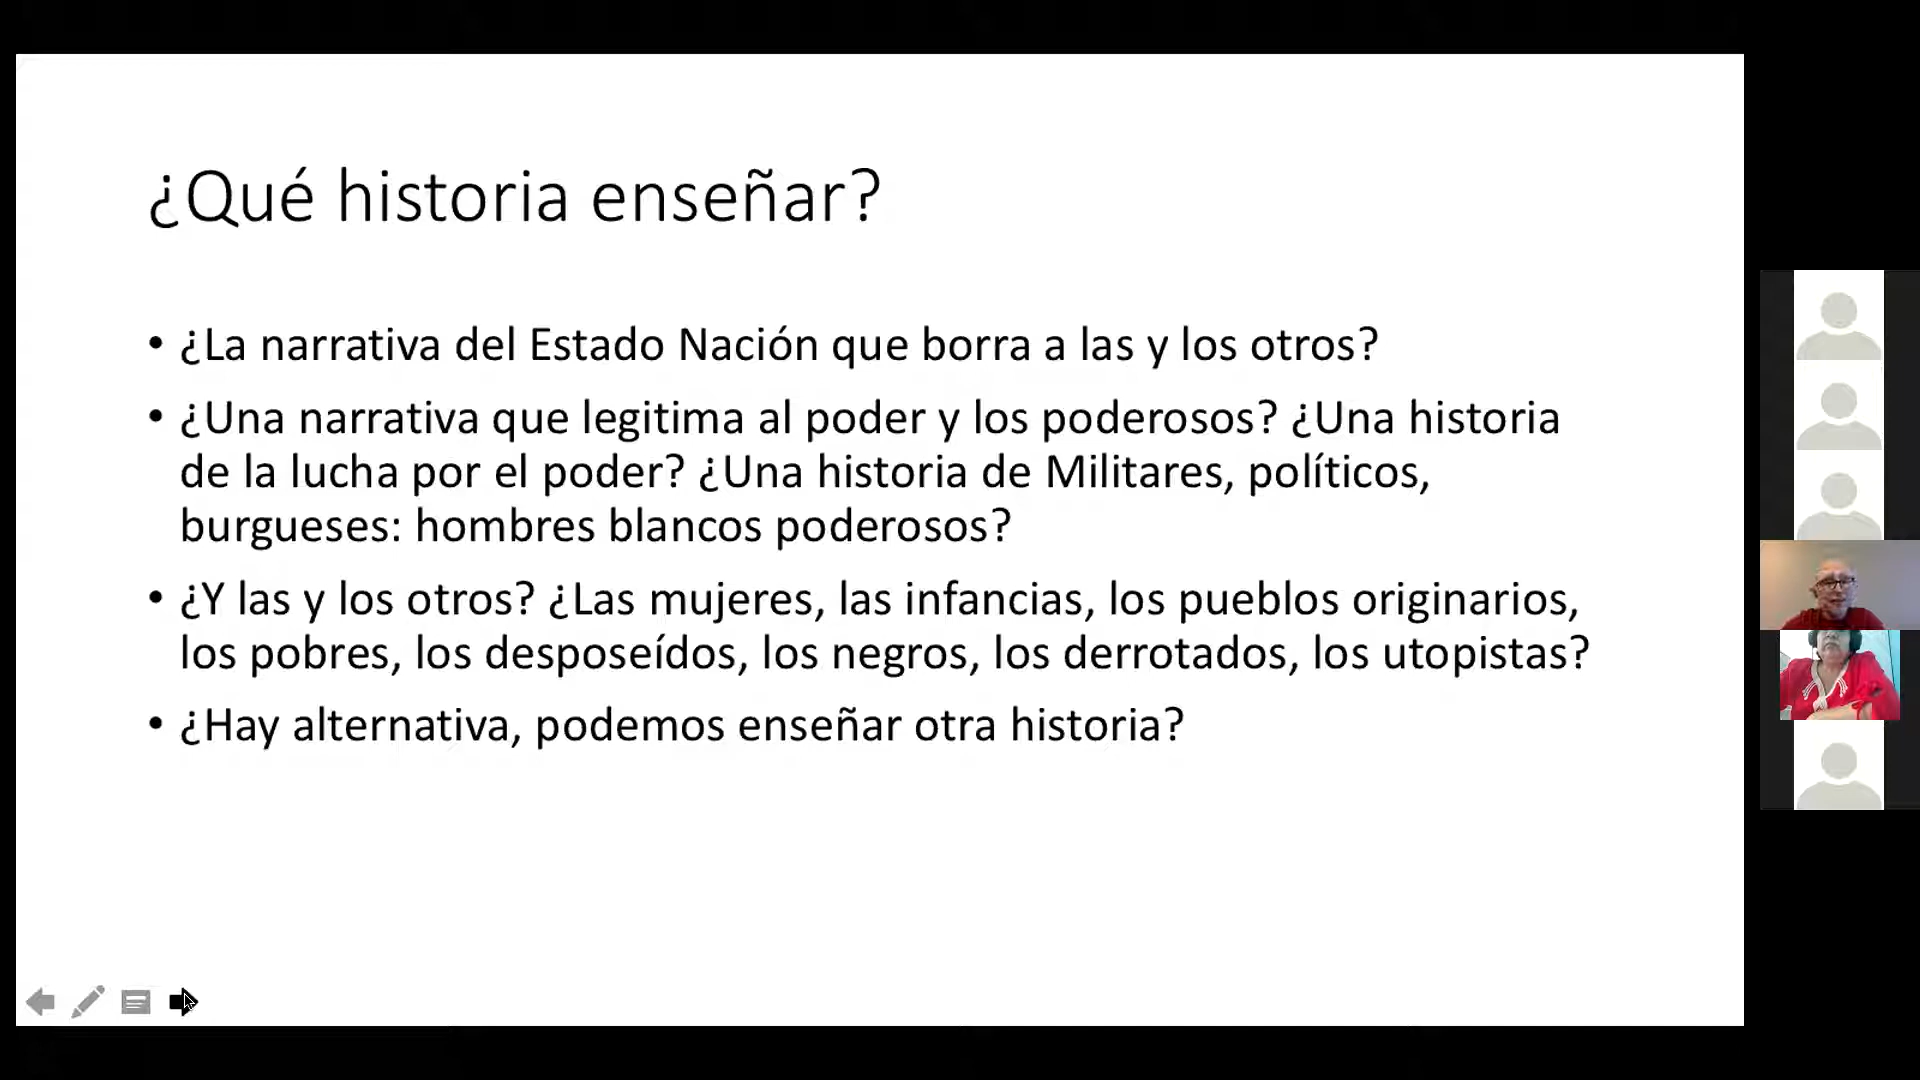 ¿Qué historia enseñar?
• ¿La narrativa del Estado Nación que borra a las y los otros?
• ¿Una narrativa que legitima al poder y los poderosos? ¿Una historia
de la lucha por el poder? ¿Una historia de Militares, políticos,
burgueses: hombres blancos poderosos?
• ¿Y las y los otros? ¿Las mujeres, las infancias, los pueblos originarios,
los pobres, los desposeídos, los negros, los derrotados, los utopistas?
• ¿Hay alternativa, podemos enseñar otra historia?